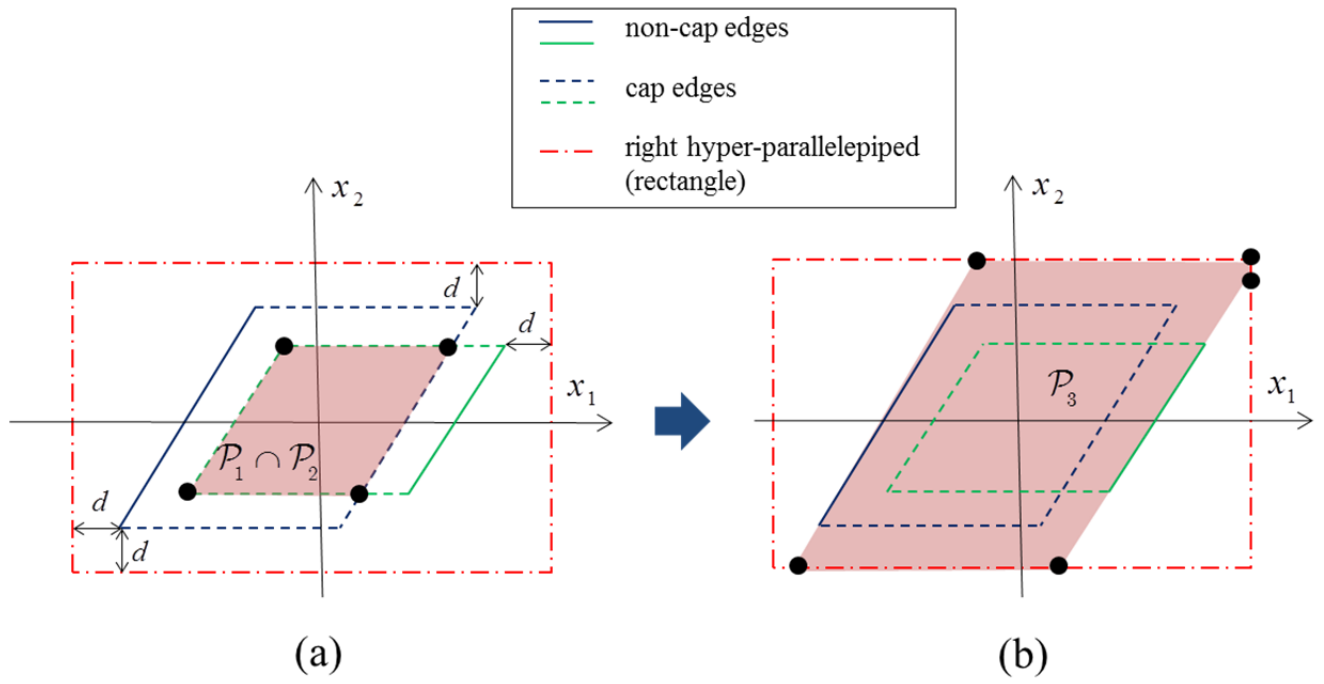 non-cap edges
cap edges
right hyper-parallelepiped
(rectangle)
x₂
d
d
x₁
𝒫₁ ∩ 𝒫₂
d
d
(a)
x₂
x₁
𝒫₃
(b)